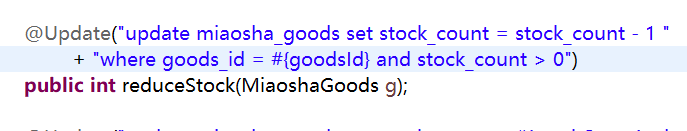 @Update("update miaosha_goods set stock_count = stock_count - 1 "
+ "where goods_id = #{goodsId} and stock_count > 0")
public int reduceStock(MiaoshaGoods g);